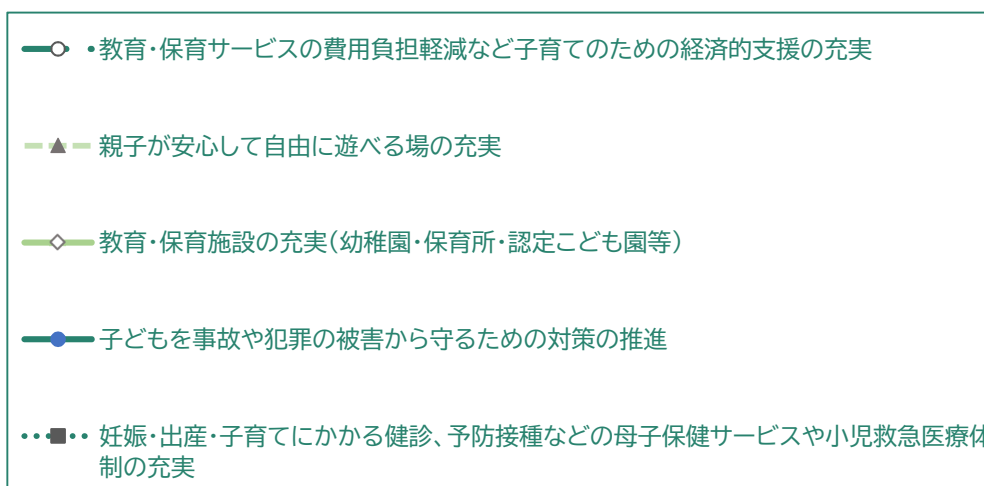 教育・保育サービスの費用負担軽減など子育てのための経済的支援の充実
親子が安心して自由に遊べる場の充実
教育・保育施設の充実（幼稚園・保育所・認定こども園等）
子どもを事故や犯罪の被害から守るための対策の推進
妊娠・出産・子育てにかかる健診、予防接種などの母子保健サービスや小児救急医療体
制の充実